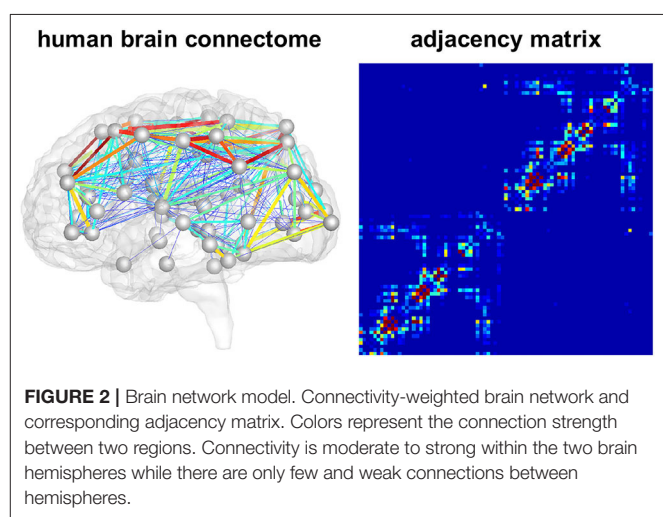 human brain connectome
adjacency matrix
FIGURE 2 | Brain network model. Connectivity-weighted brain network and
corresponding adjacency matrix. Colors represent the connection strength
between two regions. Connectivity is moderate to strong within the two brain
hemispheres while there are only few and weak connections between
hemispheres.